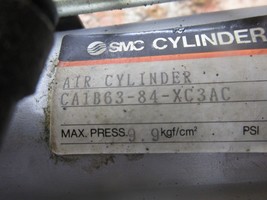 SMC CYLINDER
AIR CYLINDER
CA1B63-84-XC3AC
MAX. PRESS. 9.9 kgf/cm² PSI